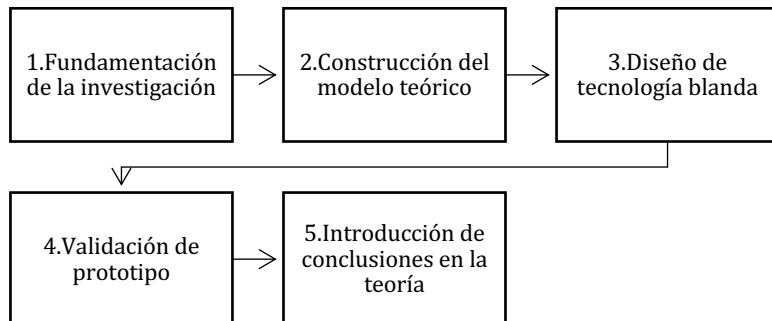 1.Fundamentación
de la investigación
2.Construcción del
modelo teórico
3.Diseño de
tecnología blanda
4.Validación de
prototipo
5.Introducción de
conclusiones en la
teoría